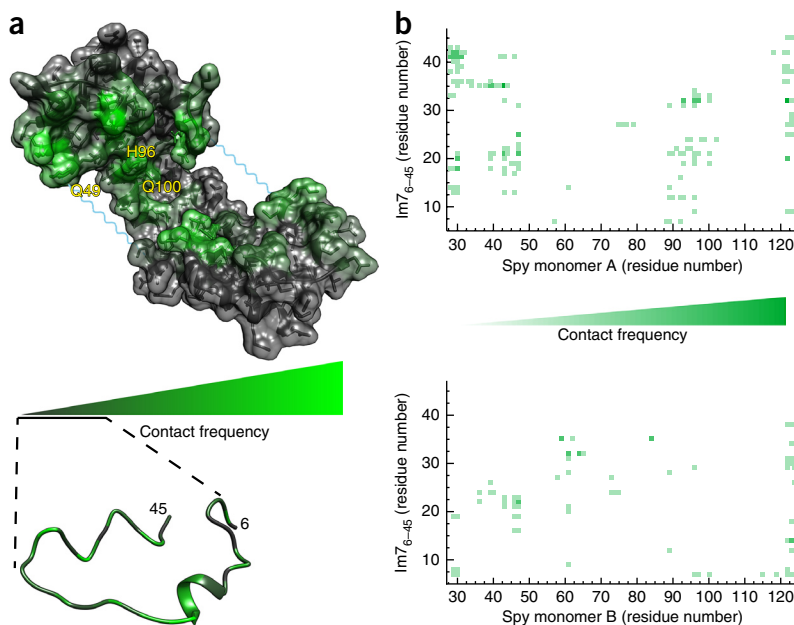 a
H96
Q49
Q100
Contact frequency
45
6
b
Im7₆₋₄₅ (residue number)
40
30
20
10
30 40 50 60 70 80 90 100 110 120
Spy monomer A (residue number)
Contact frequency
Im7₆₋₄₅ (residue number)
40
30
20
10
30 40 50 60 70 80 90 100 110 120
Spy monomer B (residue number)